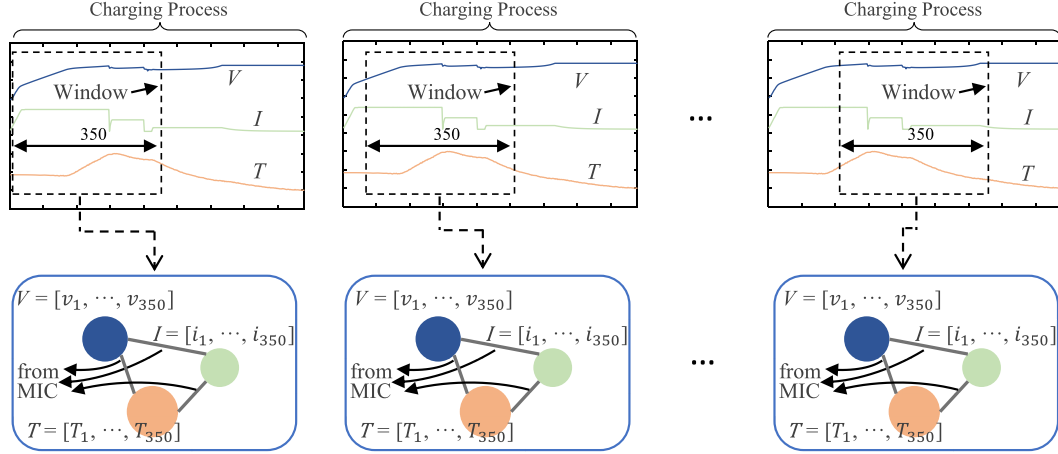 Charging Process
V
Window
I
350
T
Charging Process
V
Window
I
350
T
...
Charging Process
V
Window
I
350
T
V = [v₁, ⋯, v₃₅₀]
I = [i₁, ⋯, i₃₅₀]
from
MIC
T = [T₁, ⋯, T₃₅₀]
V = [v₁, ⋯, v₃₅₀]
I = [i₁, ⋯, i₃₅₀]
from
MIC
T = [T₁, ⋯, T₃₅₀]
...
V = [v₁, ⋯, v₃₅₀]
I = [i₁, ⋯, i₃₅₀]
from
MIC
T = [T₁, ⋯, T₃₅₀]